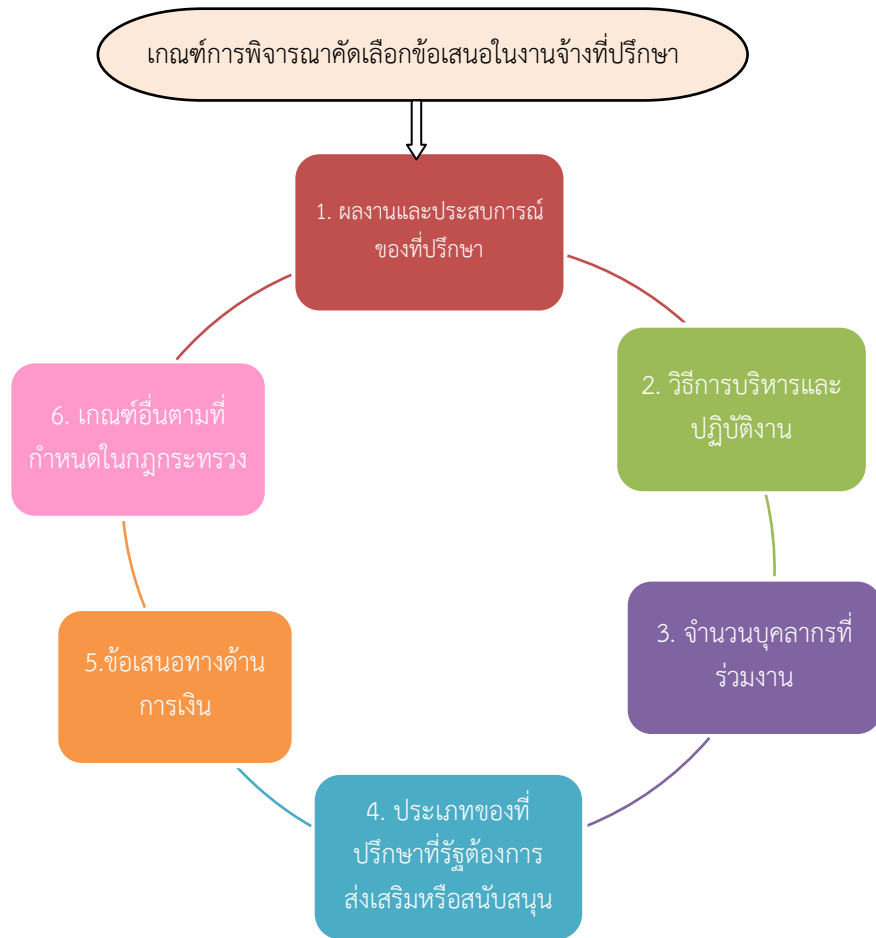 เกณฑ์การพิจารณาคัดเลือกข้อเสนอในงานจ้างที่ปรึกษา
1. ผลงานและประสบการณ์
ของที่ปรึกษา
2. วิธีการบริหารและ
ปฏิบัติงาน
3. จำนวนบุคลากรที่
ร่วมงาน
4. ประเภทของที่
ปรึกษาที่รัฐต้องการ
ส่งเสริมหรือสนับสนุน
5.ข้อเสนอทางด้าน
การเงิน
6. เกณฑ์อื่นตามที่
กำหนดในกฎกระทรวง